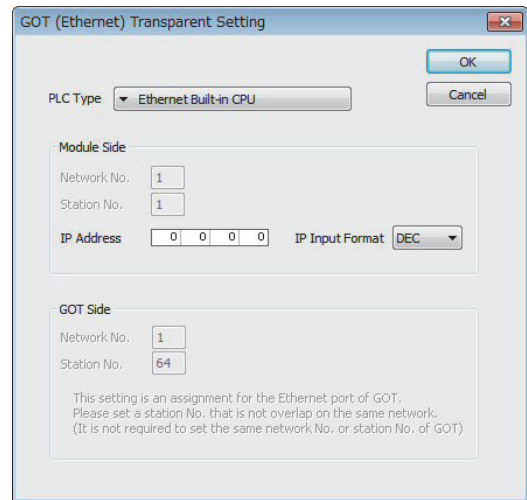 GOT (Ethernet) Transparent Setting
OK
PLC Type Ethernet Built-in CPU
Cancel
Module Side
Network No. 1
Station No. 1
IP Address 0 0 0 0 IP Input Format DEC
GOT Side
Network No. 1
Station No. 64
This setting is an assignment for the Ethernet port of GOT.
Please set a station No. that is not overlap on the same network.
(It is not required to set the same network No. or station No. of GOT)